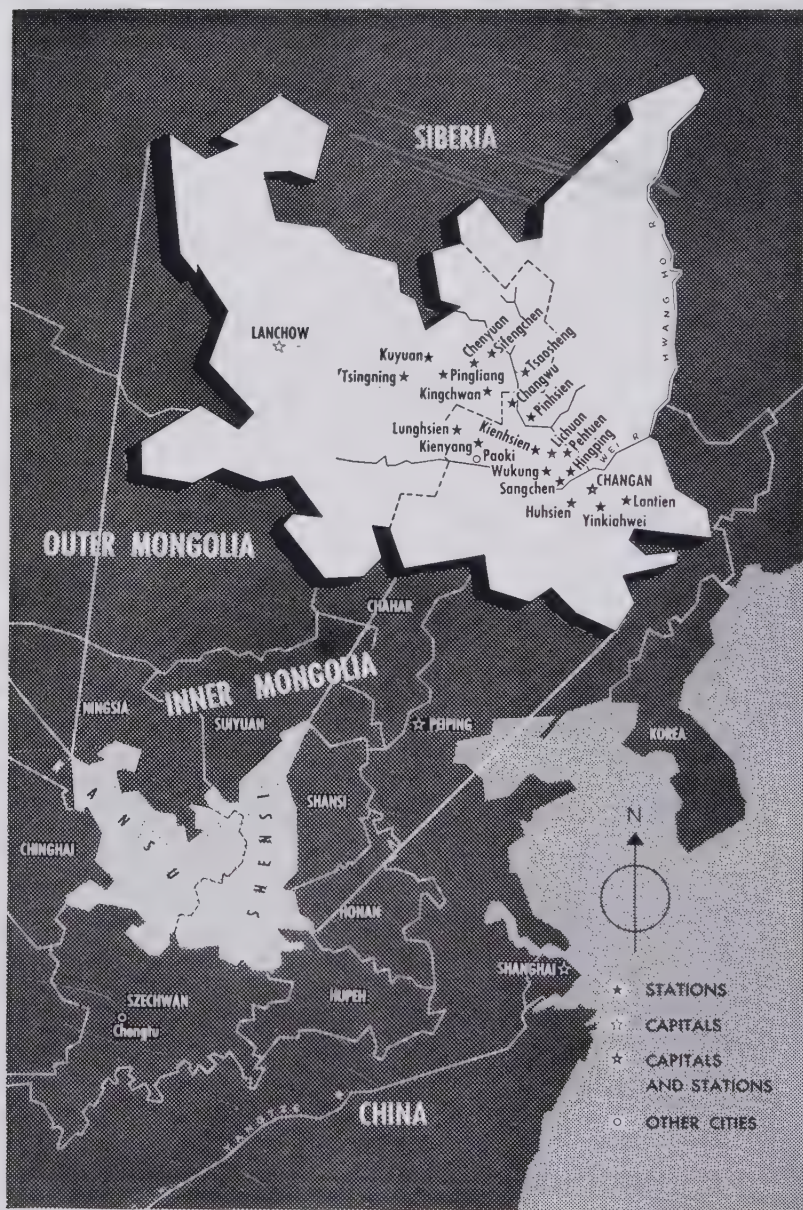 SIBERIA
HWANG HO R
LANCHOW
Kuyuan
Chenyuan
Sifengchen
Tsaosheng
Tsingning
Pingliang
Kingchwan
Changwu
Pinhsien
Lunghsien
Kienyang
Paoki
Kienhsien
Lichuan
Pehluen
Hingping
WEI R
Wukung
Sangchen
CHANGAN
Huhsien
Lantien
Yinkiahwei
OUTER MONGOLIA
CHAHAR
INNER MONGOLIA
NINGSIA
SUIYUAN
PEIPING
KOREA
KANSU
SHENSI
SHANSI
CHINGHAI
N
HONAN
SHANGHAI
SZECHWAN
HUPEH
Chengtu
STATIONS
CAPITALS
CAPITALS
AND STATIONS
OTHER CITIES
YANGTZE R
CHINA